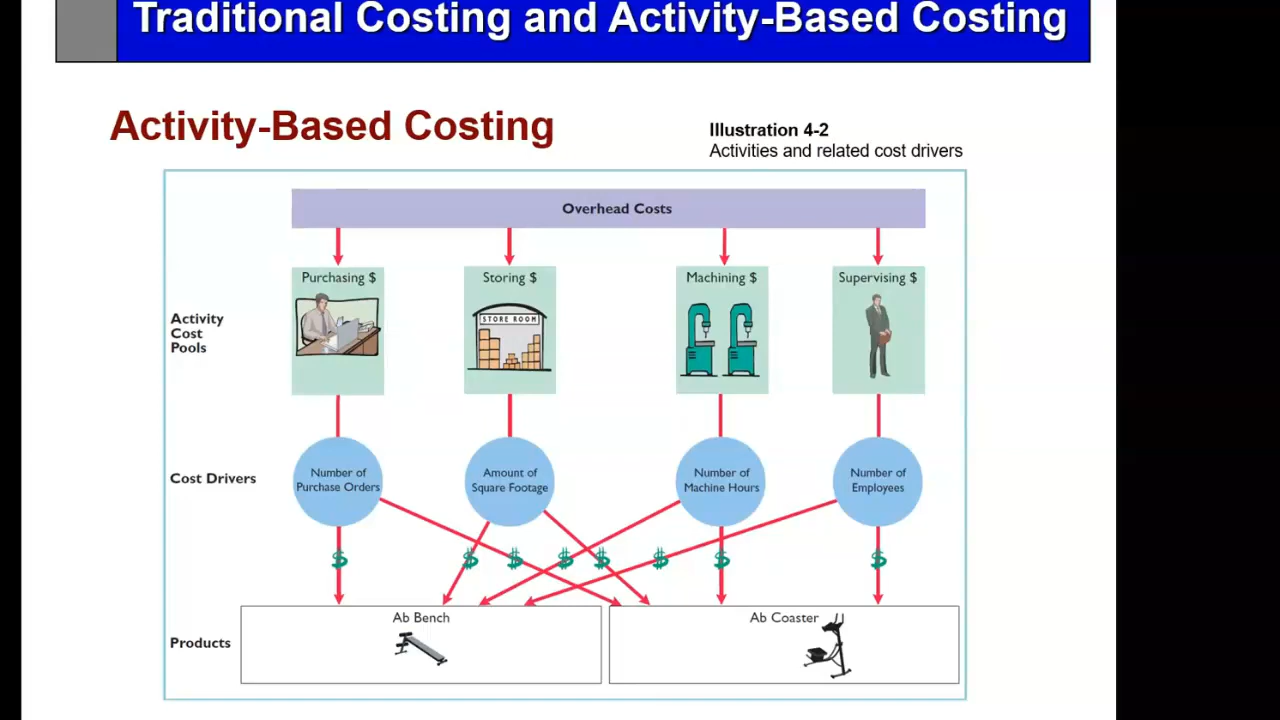 Traditional Costing and Activity-Based Costing
Activity-Based Costing
Illustration 4-2
Activities and related cost drivers
Overhead Costs
Purchasing $
Storing $
Machining $
Supervising $
STORE ROOM
Activity
Cost
Pools
Cost Drivers
Number of
Purchase Orders
Amount of
Square Footage
Number of
Machine Hours
Number of
Employees
$ $ $ $ $ $ $ $
Products
Ab Bench
Ab Coaster